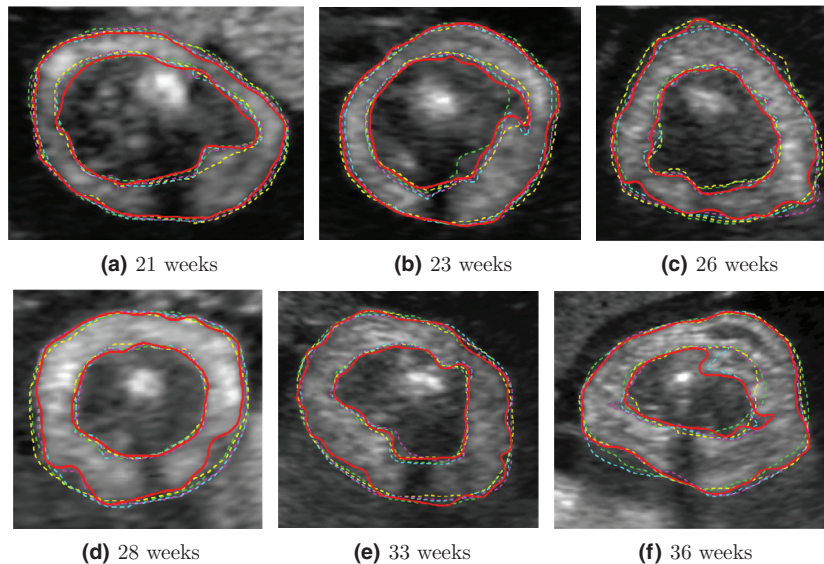 (a) 21 weeks
(b) 23 weeks
(c) 26 weeks
(d) 28 weeks
(e) 33 weeks
(f) 36 weeks